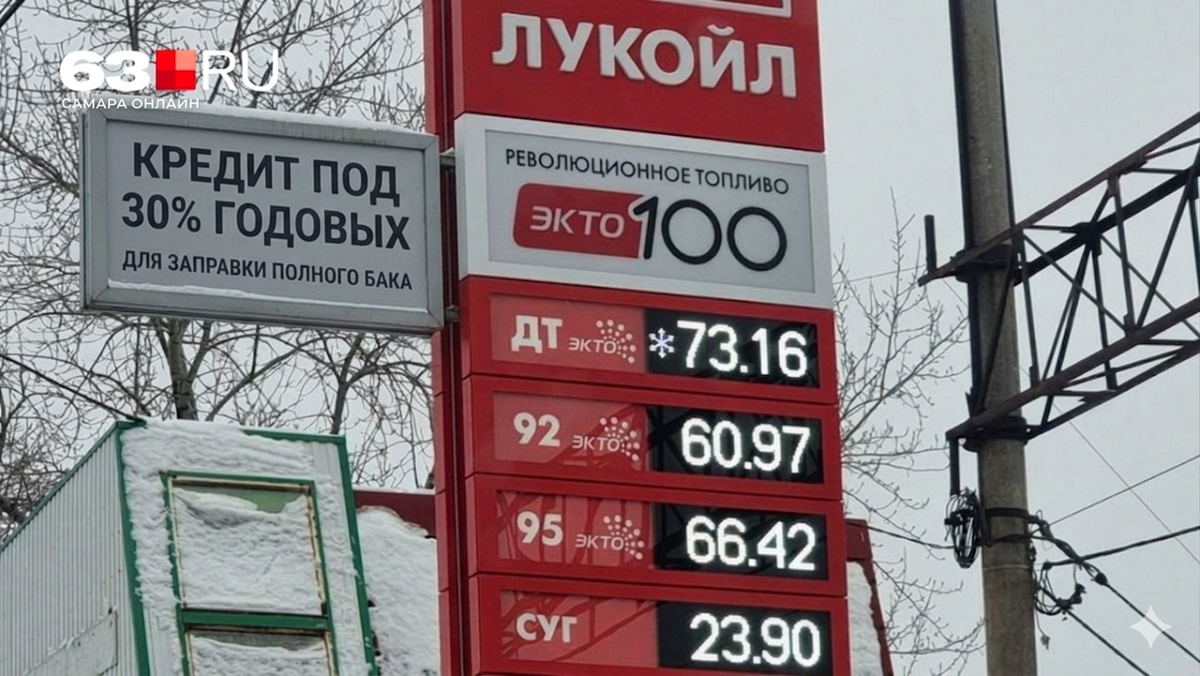 63 RU
САМАРА ОНЛАЙН
КРЕДИТ ПОД
30% ГОДОВЫХ
ДЛЯ ЗАПРАВКИ ПОЛНОГО БАКА
ЛУКОЙЛ
РЕВОЛЮЦИОННОЕ ТОПЛИВО
ЭКТО 100
ДТ ЭКТО 73.16
92 ЭКТО 60.97
95 ЭКТО 66.42
СУГ 23.90